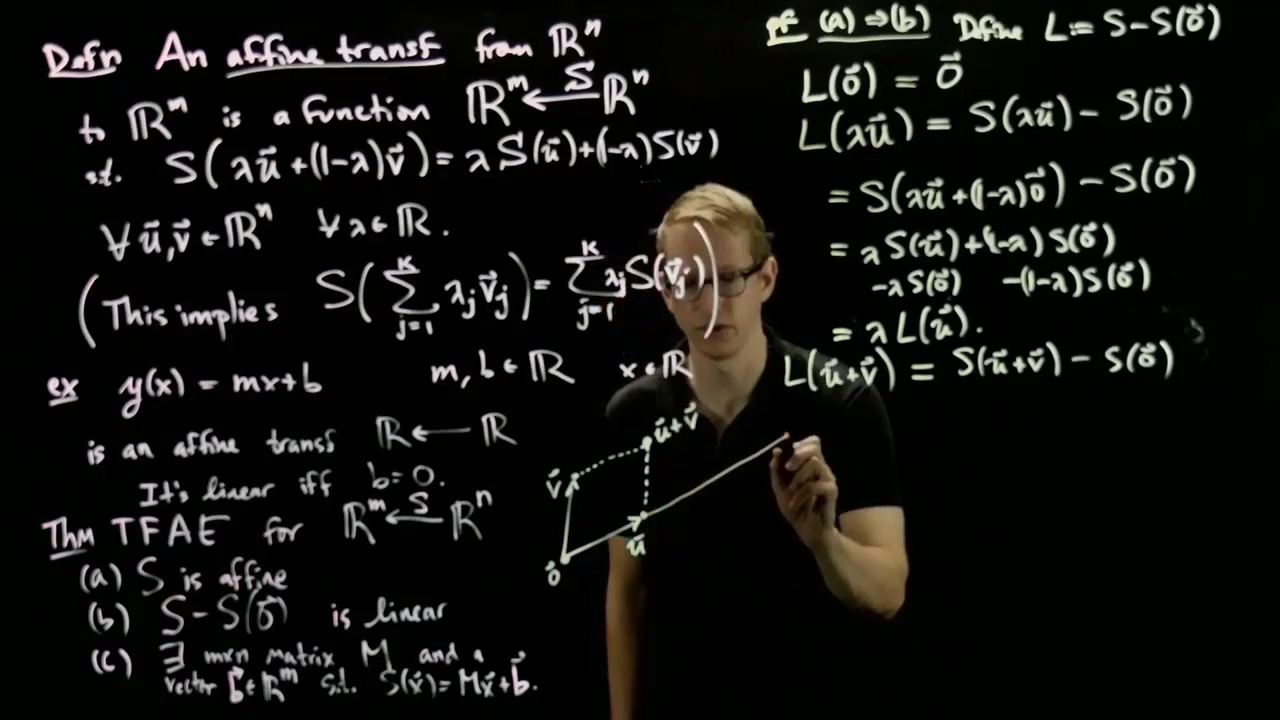 Defn An affine transf from ℝⁿ
to ℝᵐ is a function ℝᵐ ←S— ℝⁿ
s.t. S(λu⃗+(1-λ)v⃗) = λS(u⃗)+(1-λ)S(v⃗)
∀ u⃗,v⃗ ∈ ℝⁿ ∀ λ ∈ ℝ.
(This implies S(∑_{j=1}^{k} λⱼv⃗ⱼ) = ∑_{j=1}^{k} λⱼS(v⃗ⱼ))
ex y(x) = mx+b m, b ∈ ℝ x ∈ ℝ
is an affine transf ℝ ← ℝ
It's linear iff b=0.
Thm TFAE for ℝᵐ ←S— ℝⁿ
(a) S is affine
(b) S-S(0⃗) is linear
(c) ∃ m×n matrix M and a
vector b⃗ ∈ ℝᵐ s.t. S(x⃗)=Mx⃗+b⃗.
0⃗ u⃗ v⃗ u⃗+v⃗
pf (a)⇒(b) Define L := S-S(0⃗)
L(0⃗) = 0⃗
L(λu⃗) = S(λu⃗) - S(0⃗)
= S(λu⃗+(1-λ)0⃗) - S(0⃗)
= λS(u⃗)+(1-λ)S(0⃗)
-λS(0⃗) -(1-λ)S(0⃗)
= λL(u⃗).
L(u⃗+v⃗) = S(u⃗+v⃗) - S(0⃗)